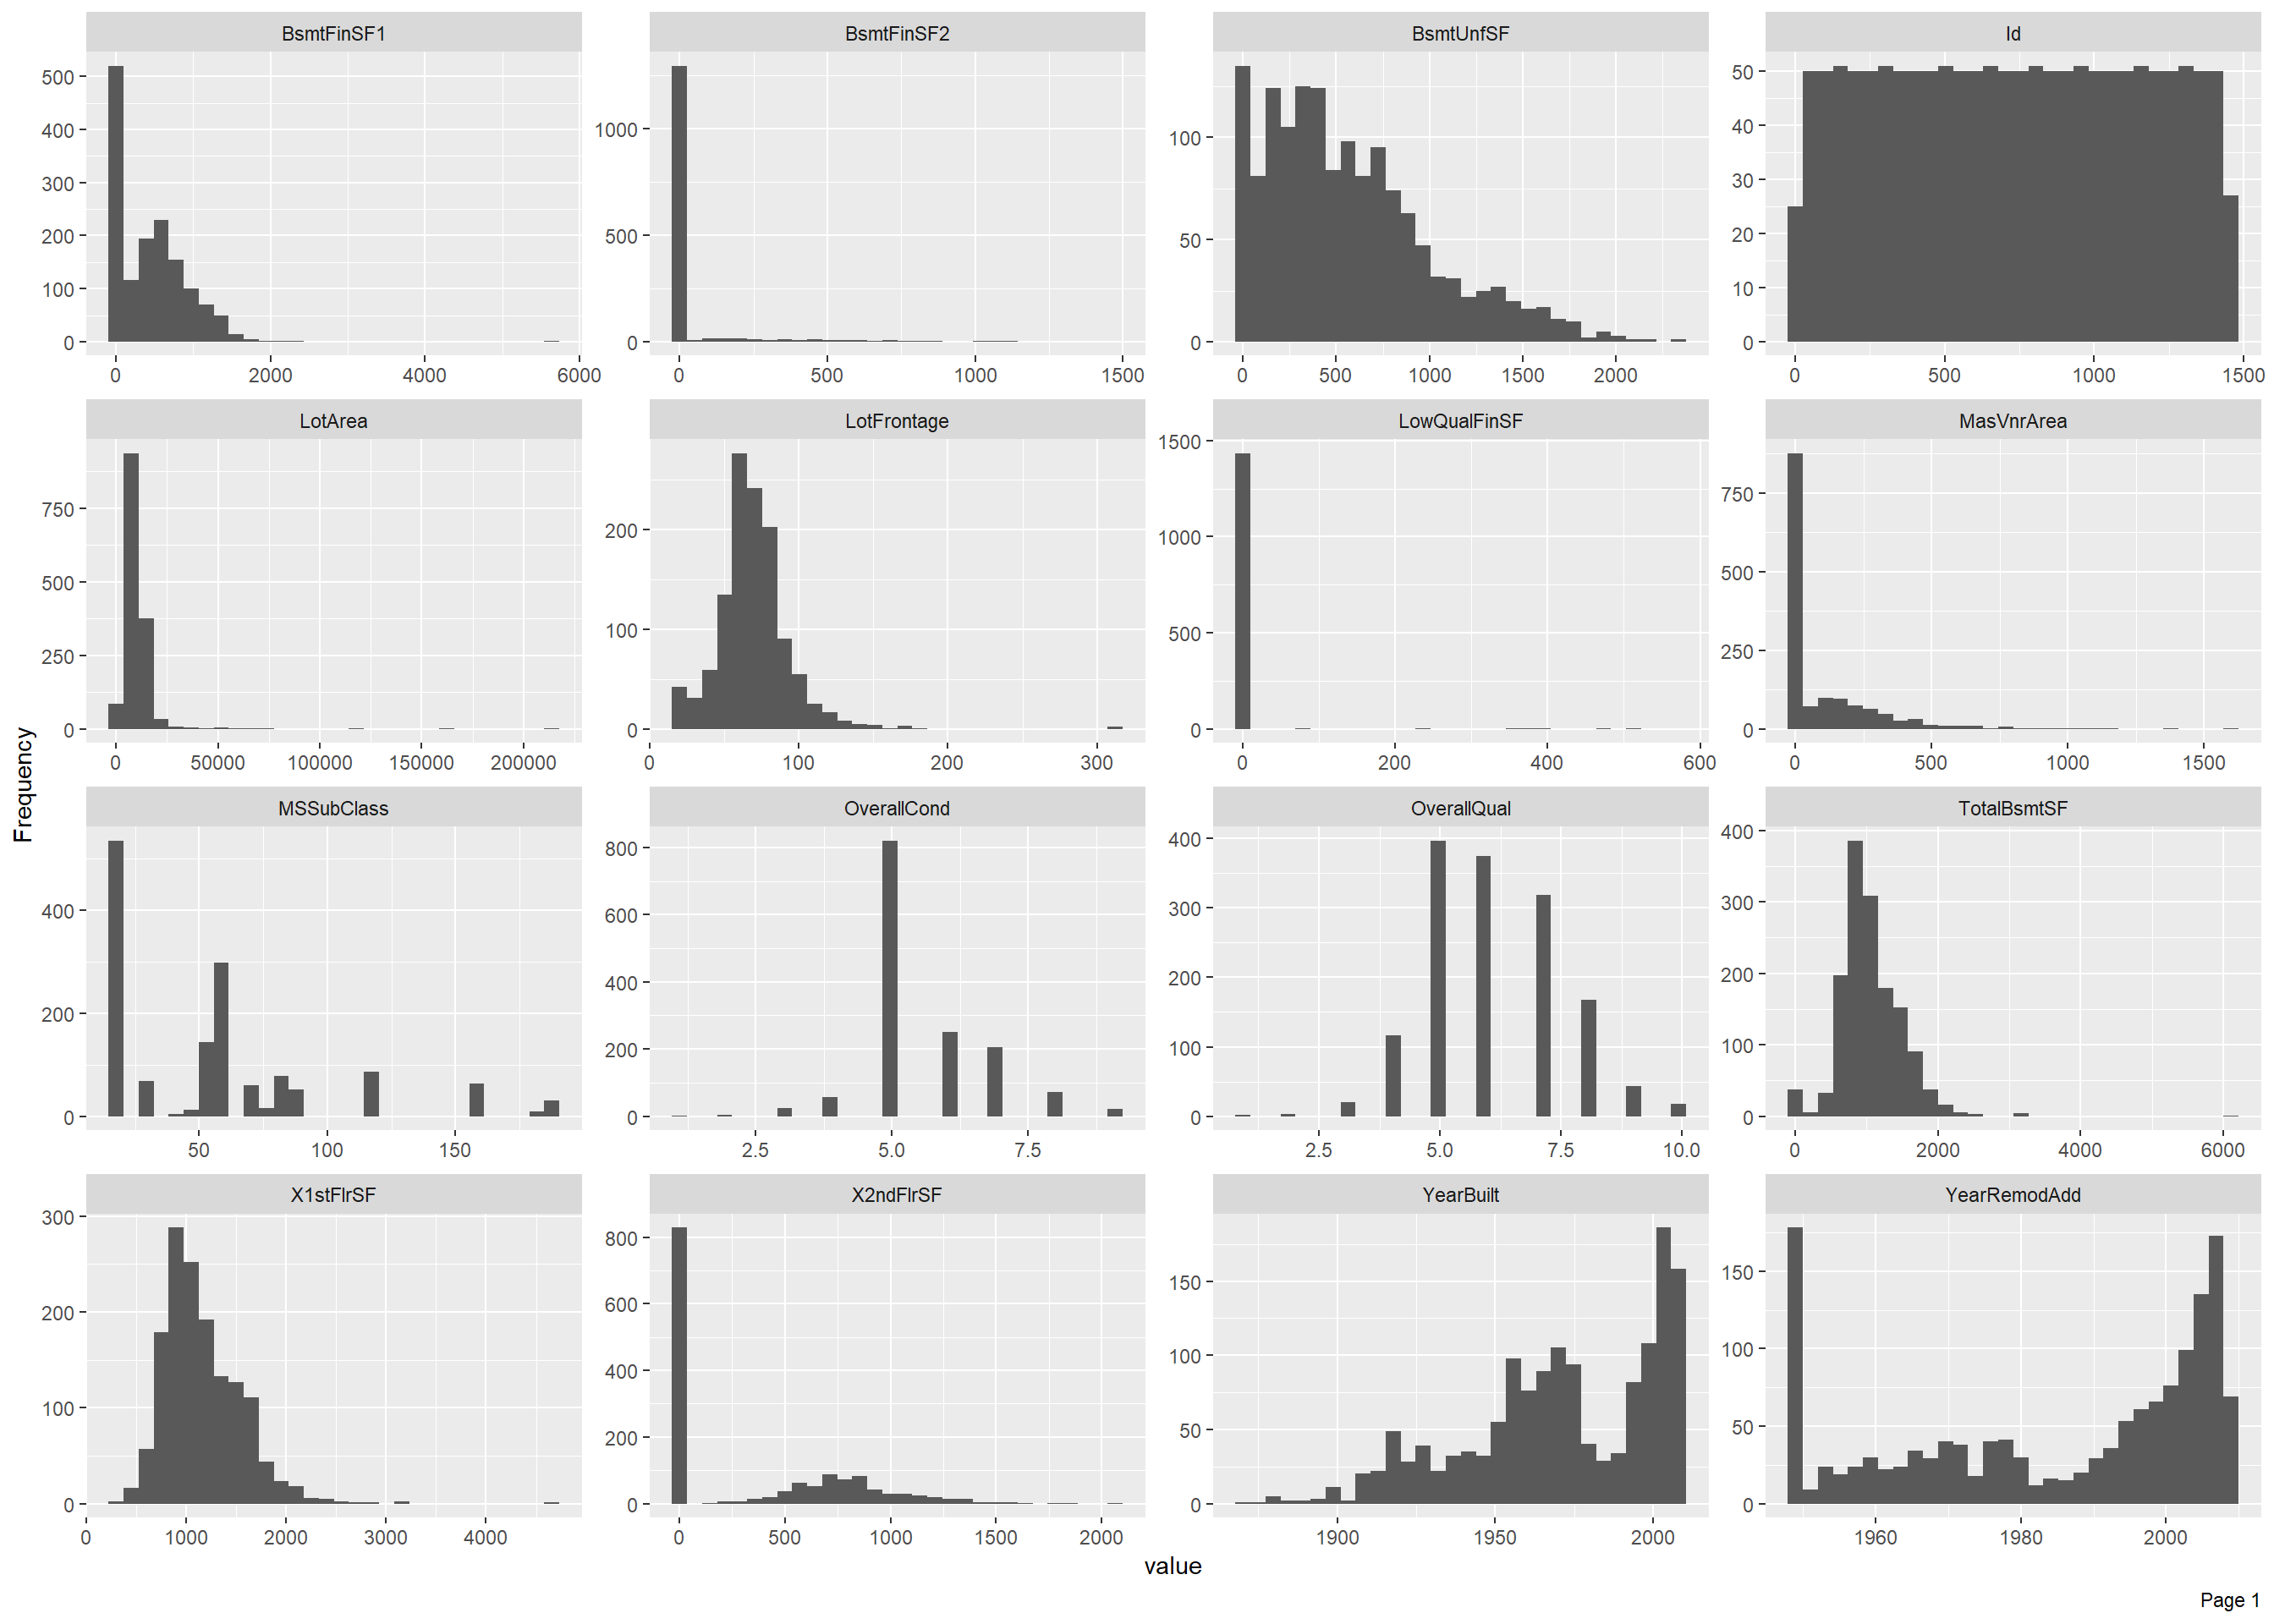 BsmtFinSF1 BsmtFinSF2 BsmtUnfSF Id
500
400
300
200
100
0
0 2000 4000 6000
1000
500
0
0 500 1000 1500
100
50
0
0 500 1000 1500 2000
50
40
30
20
10
0
0 500 1000 1500
LotArea LotFrontage LowQualFinSF MasVnrArea
750
500
250
0
0 50000 100000 150000 200000
200
100
0
0 100 200 300
1500
1000
500
0
0 200 400 600
750
500
250
0
0 500 1000 1500
Frequency
MSSubClass OverallCond OverallQual TotalBsmtSF
400
200
0
50 100 150
800
600
400
200
0
2.5 5.0 7.5
400
300
200
100
0
2.5 5.0 7.5 10.0
400
300
200
100
0
0 2000 4000 6000
X1stFlrSF X2ndFlrSF YearBuilt YearRemodAdd
300
200
100
0
0 1000 2000 3000 4000
800
600
400
200
0
0 500 1000 1500 2000
150
100
50
0
1900 1950 2000
150
100
50
0
1960 1980 2000
value
Page 1